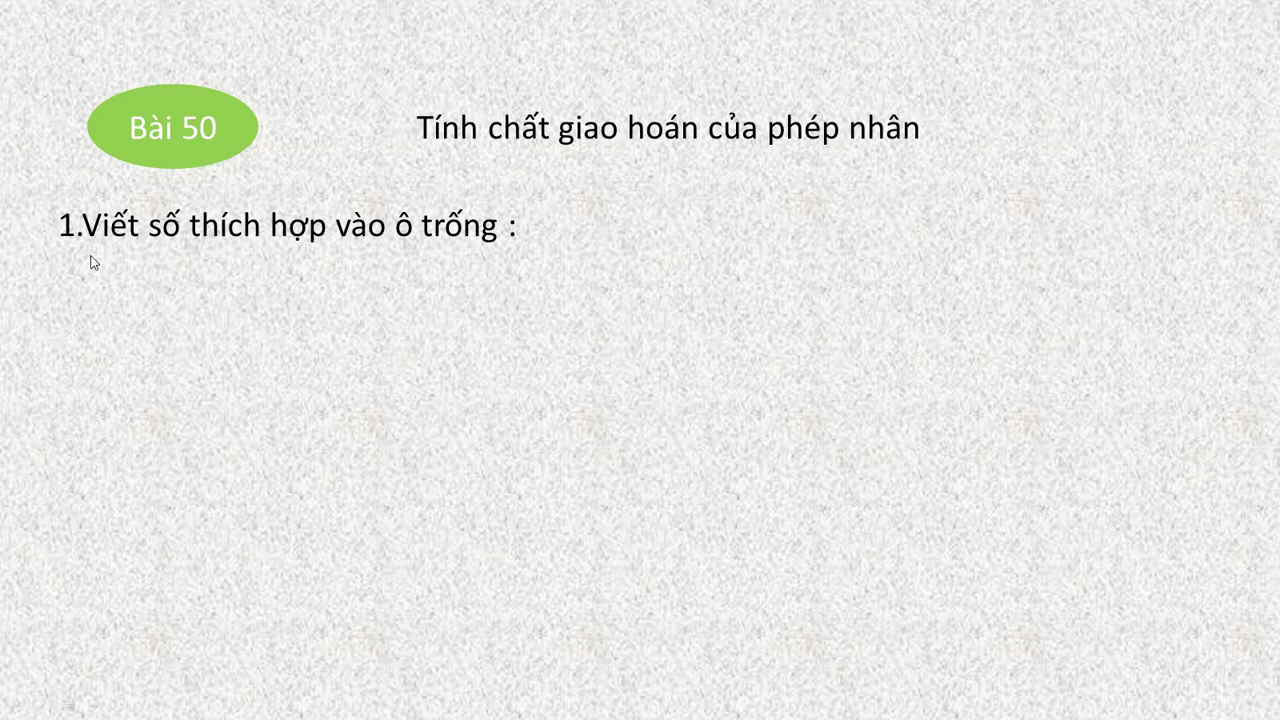 Bài 50
Tính chất giao hoán của phép nhân
1.Viết số thích hợp vào ô trống :